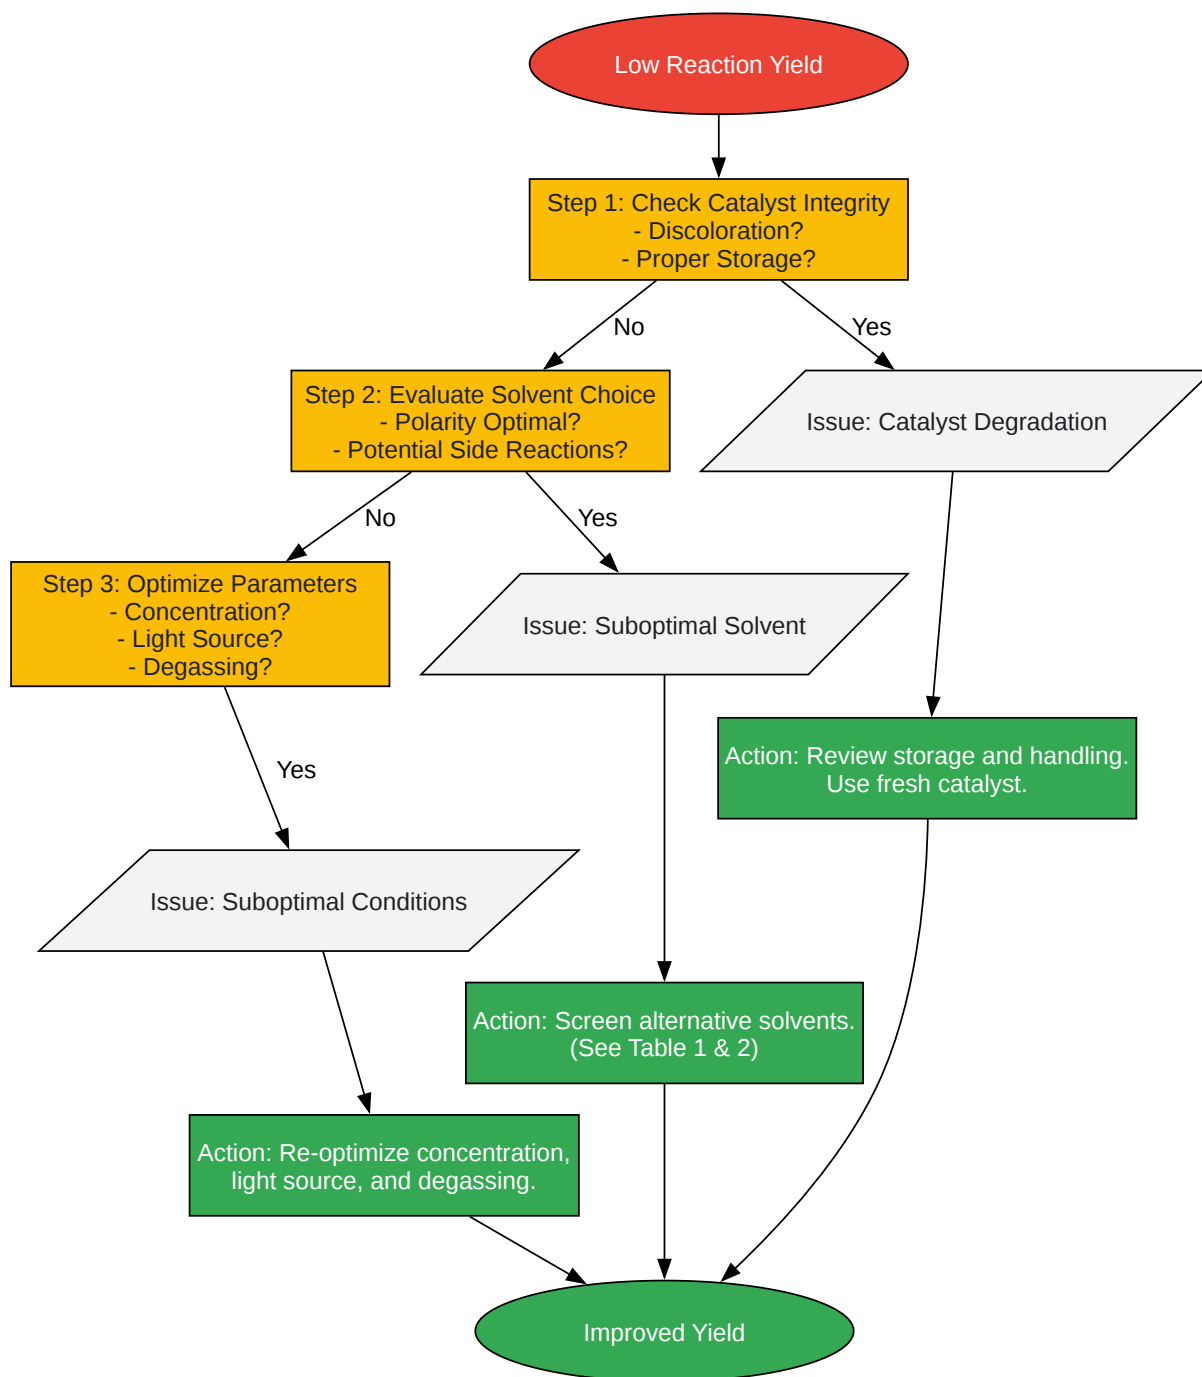 Low Reaction Yield
Step 1: Check Catalyst Integrity
- Discoloration?
- Proper Storage?
No
Yes
Step 2: Evaluate Solvent Choice
- Polarity Optimal?
- Potential Side Reactions?
Issue: Catalyst Degradation
No
Yes
Step 3: Optimize Parameters
- Concentration?
- Light Source?
- Degassing?
Issue: Suboptimal Solvent
Action: Review storage and handling.
Use fresh catalyst.
Yes
Issue: Suboptimal Conditions
Action: Screen alternative solvents.
(See Table 1 & 2)
Action: Re-optimize concentration,
light source, and degassing.
Improved Yield